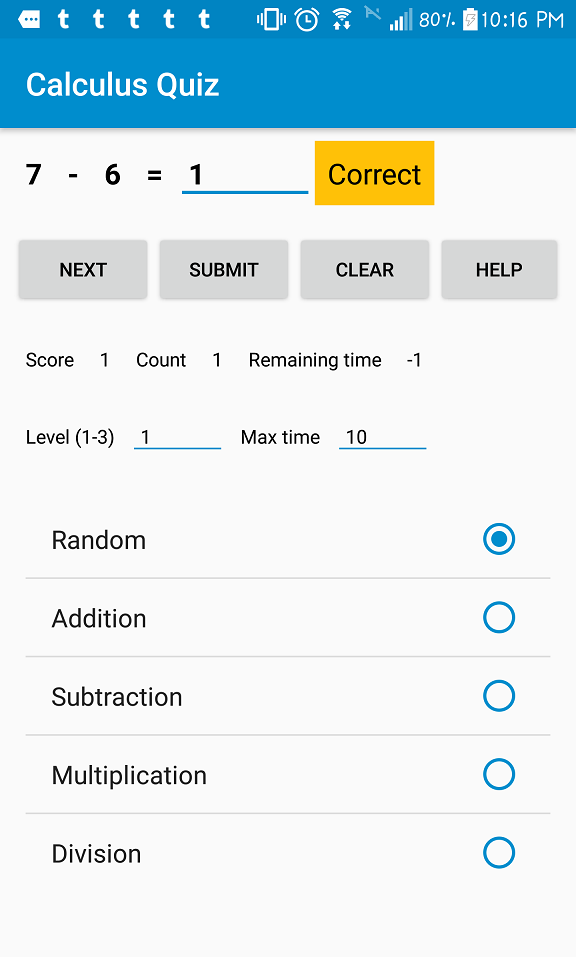 t t t t t 80% 10:16 PM
Calculus Quiz
7 - 6 = 1 Correct
NEXT SUBMIT CLEAR HELP
Score 1 Count 1 Remaining time -1
Level (1-3) 1 Max time 10
Random
Addition
Subtraction
Multiplication
Division